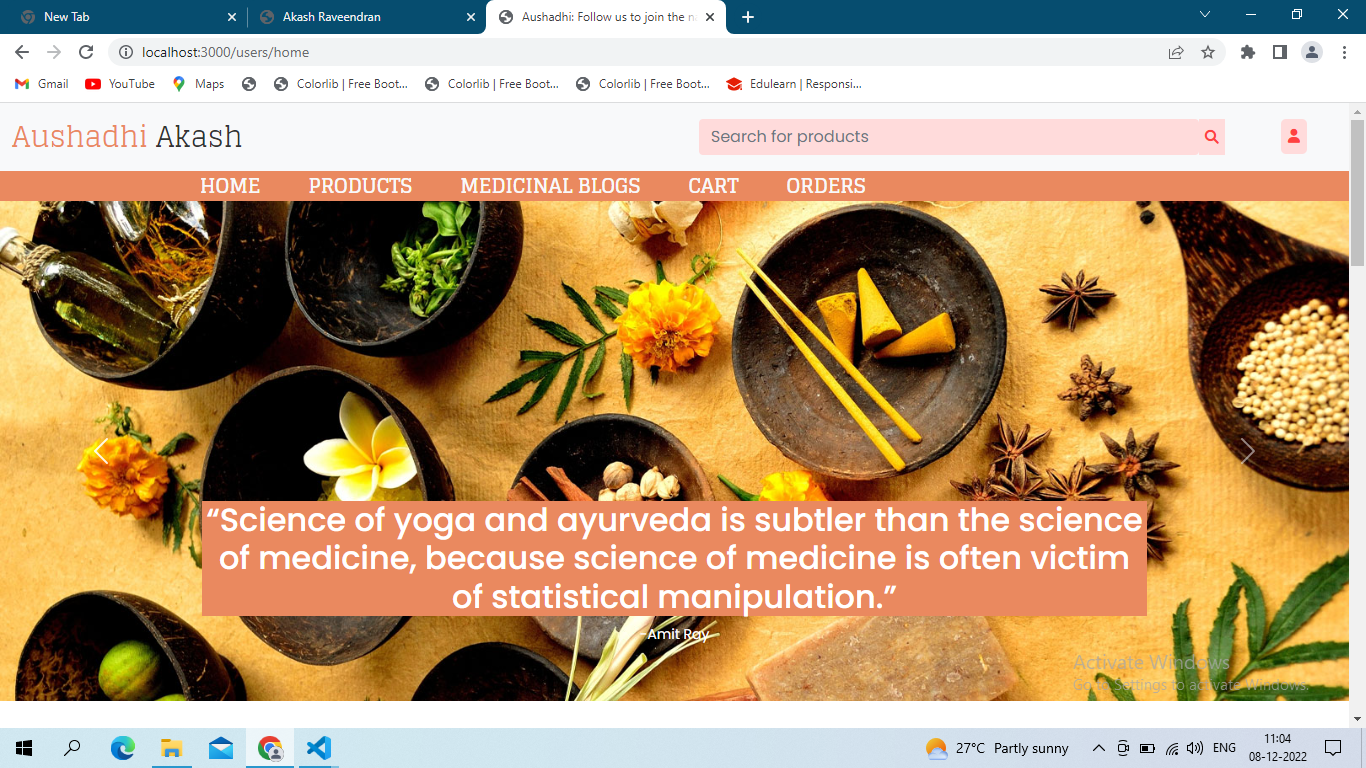 New Tab
Akash Raveendran
Aushadhi: Follow us to join the n
localhost:3000/users/home
Gmail
YouTube
Maps
Colorlib | Free Boot...
Colorlib | Free Boot...
Colorlib | Free Boot...
Edulearn | Responsi...
Aushadhi Akash
Search for products
HOME
PRODUCTS
MEDICINAL BLOGS
CART
ORDERS
“Science of yoga and ayurveda is subtler than the science
of medicine, because science of medicine is often victim
of statistical manipulation.”
-Amit Ray
Activate Windows
Go to Settings to activate Windows.
27°C Partly sunny
ENG
11:04
08-12-2022